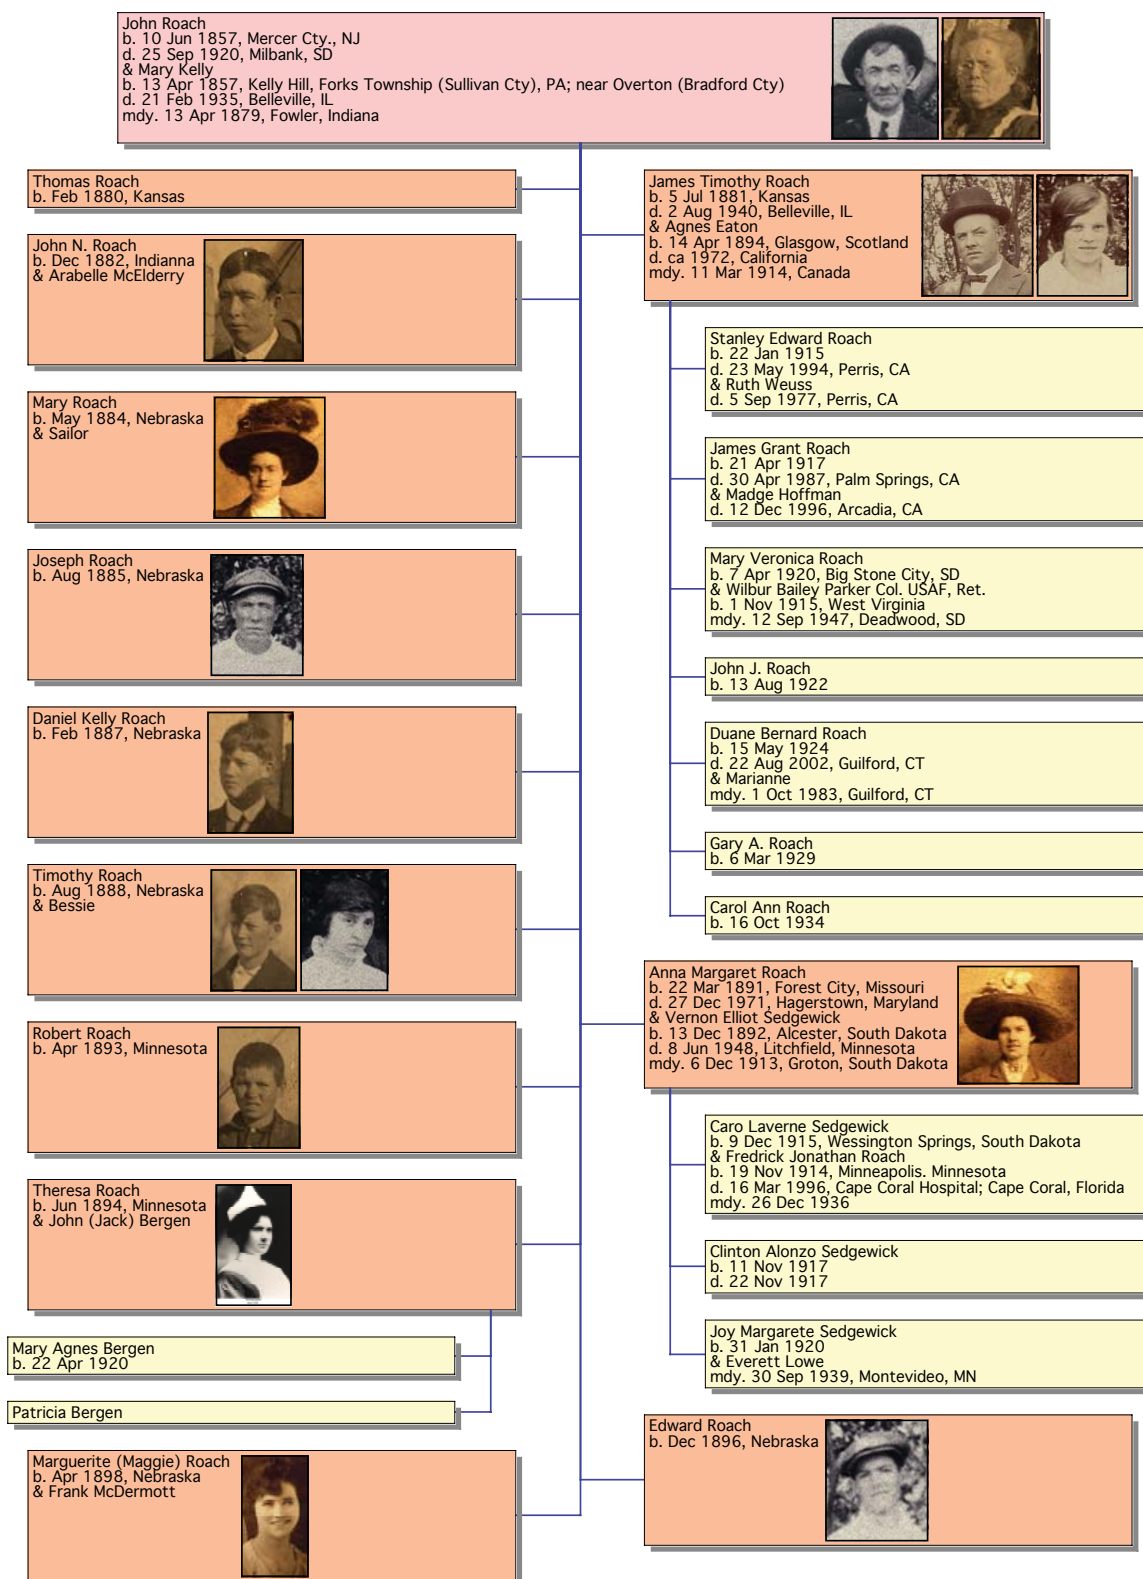 John Roach
b. 10 Jun 1857, Mercer Cty., NJ
d. 25 Sep 1920, Milbank, SD
& Mary Kelly
b. 13 Apr 1857, Kelly Hill, Forks Township (Sullivan Cty), PA; near Overton (Bradford Cty)
d. 21 Feb 1935, Belleville, IL
mdy. 13 Apr 1879, Fowler, Indiana
Thomas Roach
b. Feb 1880, Kansas
John N. Roach
b. Dec 1882, Indianna
& Arabelle McElderry
Mary Roach
b. May 1884, Nebraska
& Sailor
Joseph Roach
b. Aug 1885, Nebraska
Daniel Kelly Roach
b. Feb 1887, Nebraska
Timothy Roach
b. Aug 1888, Nebraska
& Bessie
Robert Roach
b. Apr 1893, Minnesota
Theresa Roach
b. Jun 1894, Minnesota
& John (Jack) Bergen
Mary Agnes Bergen
b. 22 Apr 1920
Patricia Bergen
Marguerite (Maggie) Roach
b. Apr 1898, Nebraska
& Frank McDermott
James Timothy Roach
b. 5 Jul 1881, Kansas
d. 2 Aug 1940, Belleville, IL
& Agnes Eaton
b. 14 Apr 1894, Glasgow, Scotland
d. ca 1972, California
mdy. 11 Mar 1914, Canada
Stanley Edward Roach
b. 22 Jan 1915
d. 23 May 1994, Perris, CA
& Ruth Weuss
d. 5 Sep 1977, Perris, CA
James Grant Roach
b. 21 Apr 1917
d. 30 Apr 1987, Palm Springs, CA
& Madge Hoffman
d. 12 Dec 1996, Arcadia, CA
Mary Veronica Roach
b. 7 Apr 1920, Big Stone City, SD
& Wilbur Bailey Parker Col. USAF, Ret.
b. 1 Nov 1915, West Virginia
mdy. 12 Sep 1947, Deadwood, SD
John J. Roach
b. 13 Aug 1922
Duane Bernard Roach
b. 15 May 1924
d. 22 Aug 2002, Guilford, CT
& Marianne
mdy. 1 Oct 1983, Guilford, CT
Gary A. Roach
b. 6 Mar 1929
Carol Ann Roach
b. 16 Oct 1934
Anna Margaret Roach
b. 22 Mar 1891, Forest City, Missouri
d. 27 Dec 1971, Hagerstown, Maryland
& Vernon Elliot Sedgewick
b. 13 Dec 1892, Alcester, South Dakota
d. 8 Jun 1948, Litchfield, Minnesota
mdy. 6 Dec 1913, Groton, South Dakota
Caro Laverne Sedgewick
b. 9 Dec 1915, Wessington Springs, South Dakota
& Fredrick Jonathan Roach
b. 19 Nov 1914, Minneapolis. Minnesota
d. 16 Mar 1996, Cape Coral Hospital; Cape Coral, Florida
mdy. 26 Dec 1936
Clinton Alonzo Sedgewick
b. 11 Nov 1917
d. 22 Nov 1917
Joy Margarete Sedgewick
b. 31 Jan 1920
& Everett Lowe
mdy. 30 Sep 1939, Montevideo, MN
Edward Roach
b. Dec 1896, Nebraska